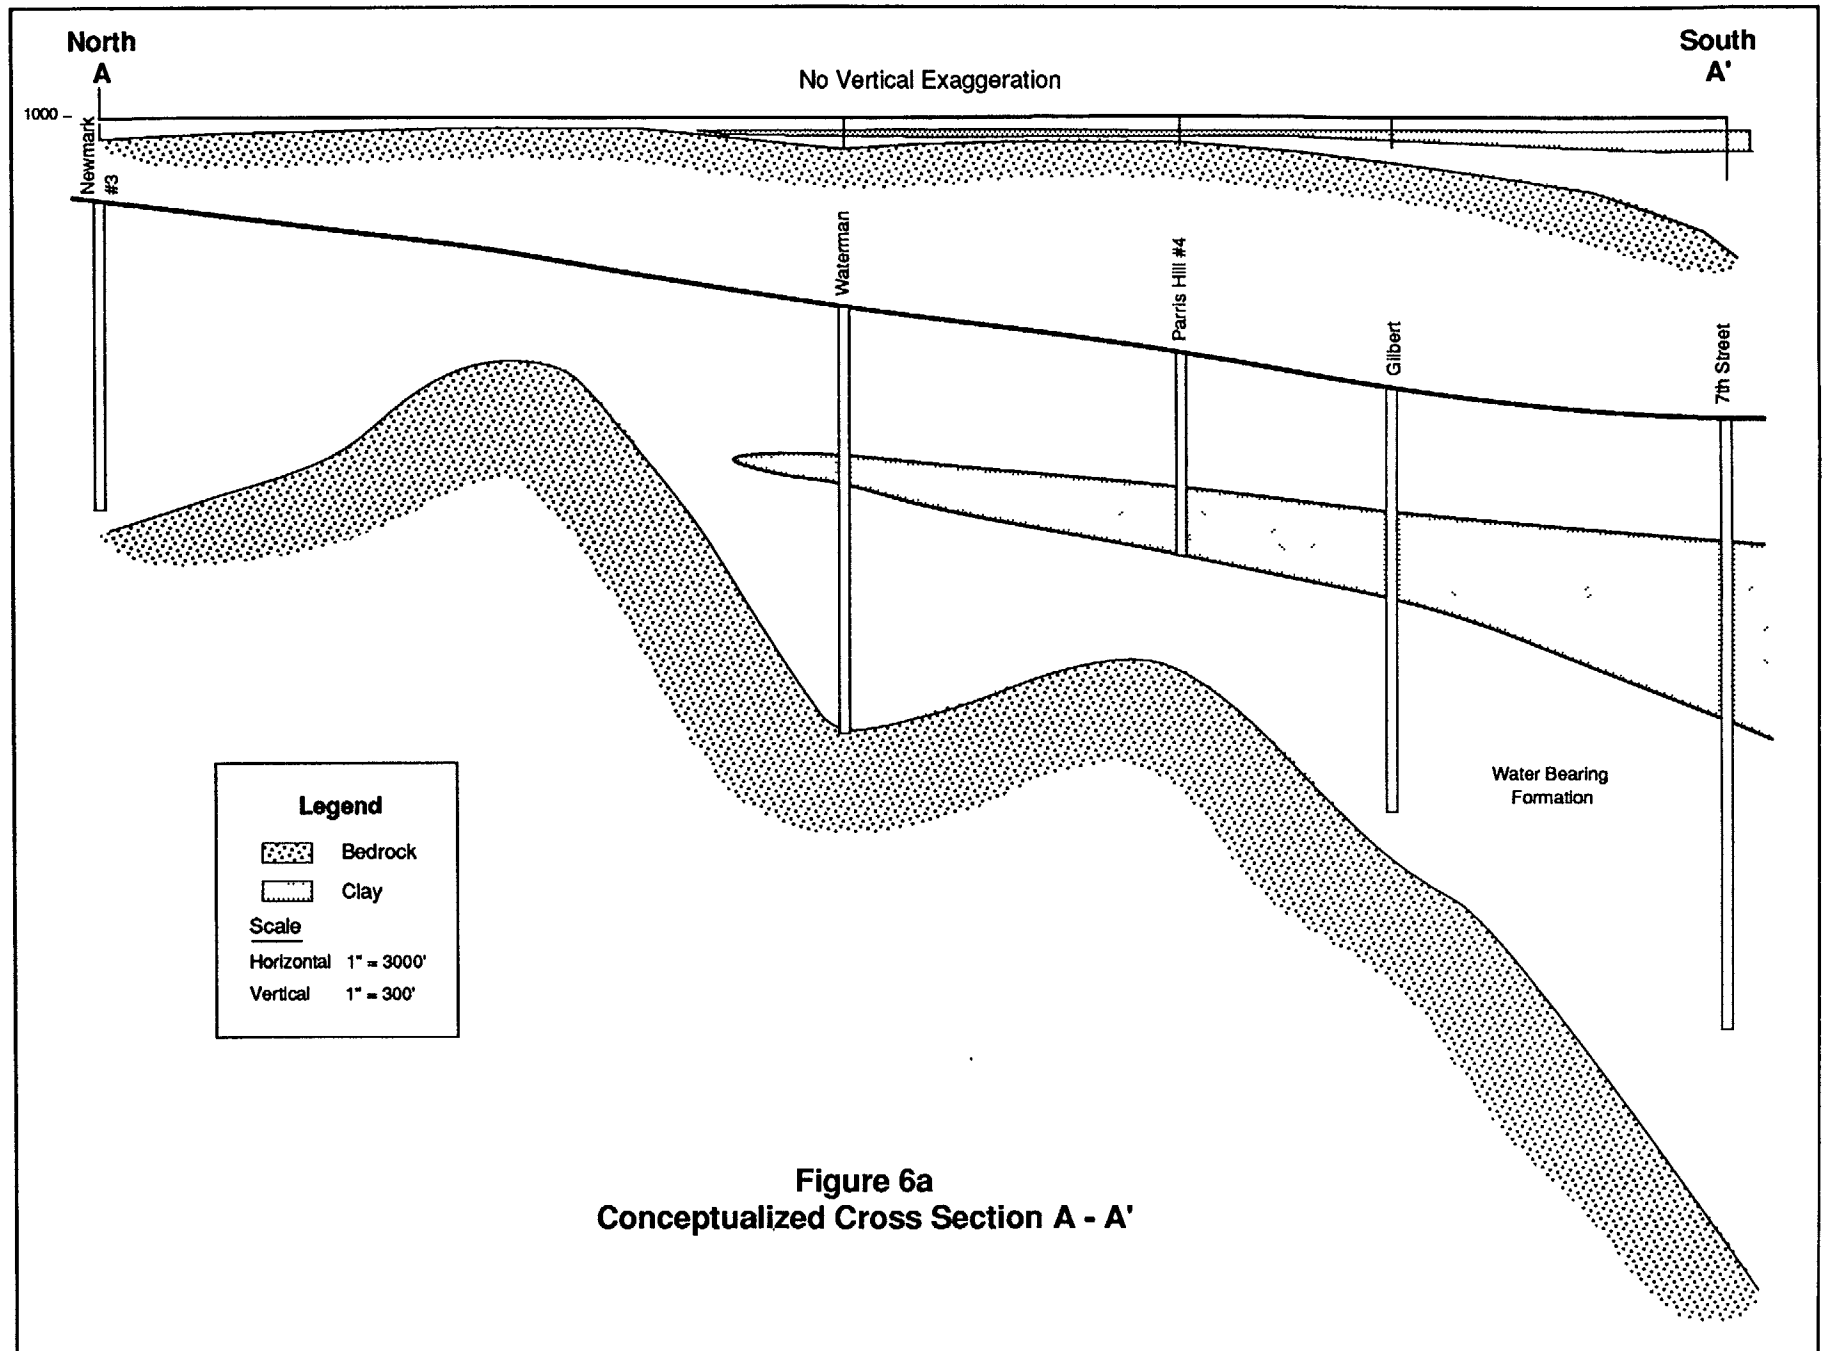 North
A
South
A'
No Vertical Exaggeration
1000 –
Newmark
#3
Waterman
Parris Hill #4
Gilbert
7th Street
Water Bearing
Formation
Legend
Bedrock
Clay
Scale
Horizontal 1" = 3000'
Vertical 1" = 300'
Figure 6a
Conceptualized Cross Section A - A'